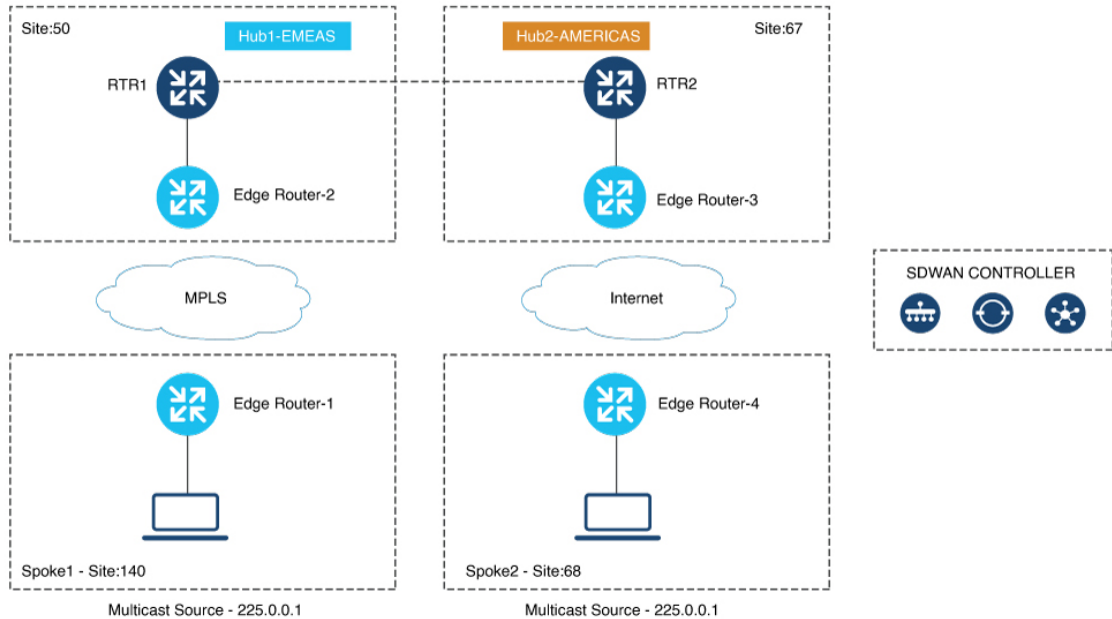 Site:50
Hub1-EMEAS
Hub2-AMERICAS
Site:67
RTR1
RTR2
Edge Router-2
Edge Router-3
MPLS
Internet
SDWAN CONTROLLER
Edge Router-1
Edge Router-4
Spoke1 - Site:140
Spoke2 - Site:68
Multicast Source - 225.0.0.1
Multicast Source - 225.0.0.1